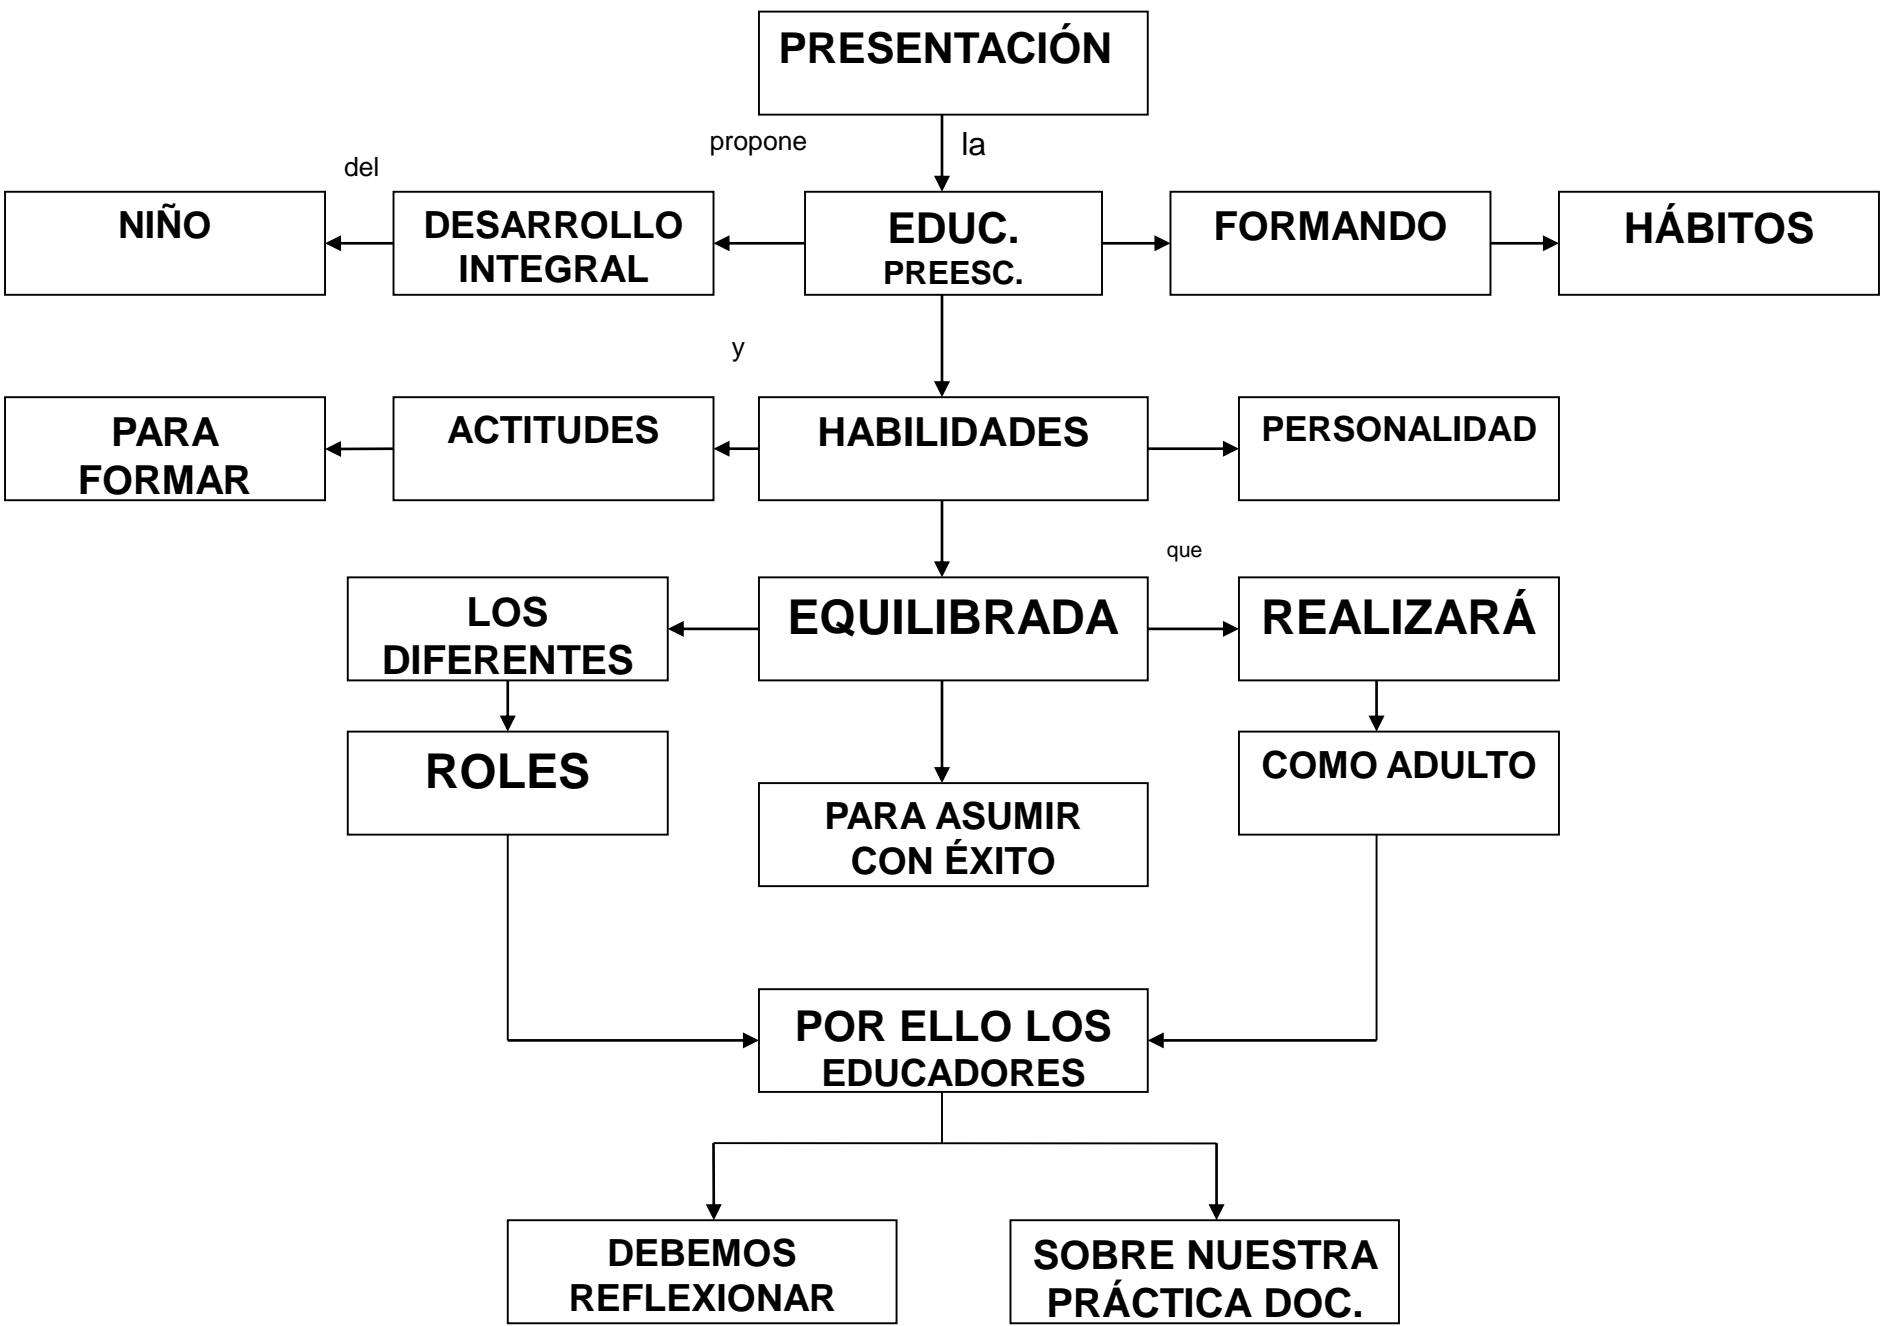 PRESENTACIÓN
propone
la
del
NIÑO
DESARROLLO
INTEGRAL
EDUC.
PREESC.
FORMANDO
HÁBITOS
y
PARA
FORMAR
ACTITUDES
HABILIDADES
PERSONALIDAD
que
LOS
DIFERENTES
EQUILIBRADA
REALIZARÁ
ROLES
PARA ASUMIR
CON ÉXITO
COMO ADULTO
POR ELLO LOS
EDUCADORES
DEBEMOS
REFLEXIONAR
SOBRE NUESTRA
PRÁCTICA DOC.